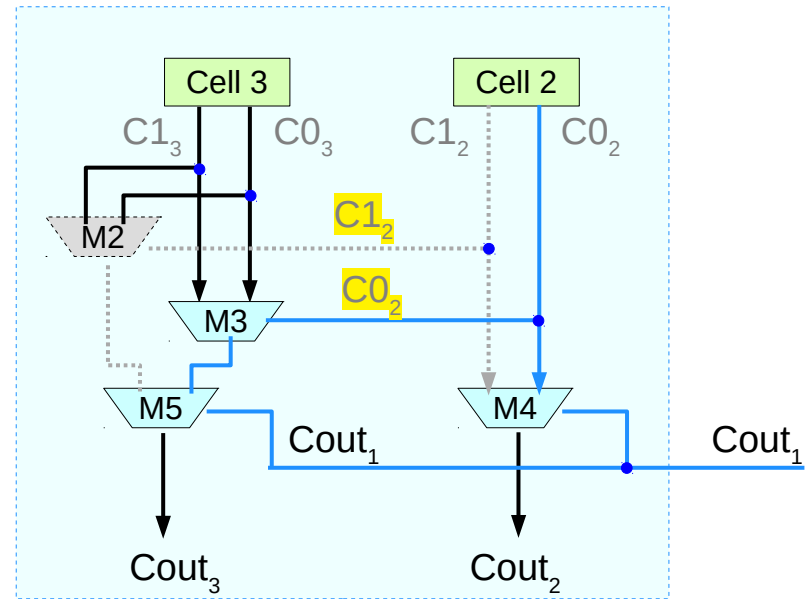 Cell 3
Cell 2
C1₃
C0₃
C1₂
C0₂
C1₂
M2
C0₂
M3
M5
M4
Cout₁
Cout₁
Cout₃
Cout₂